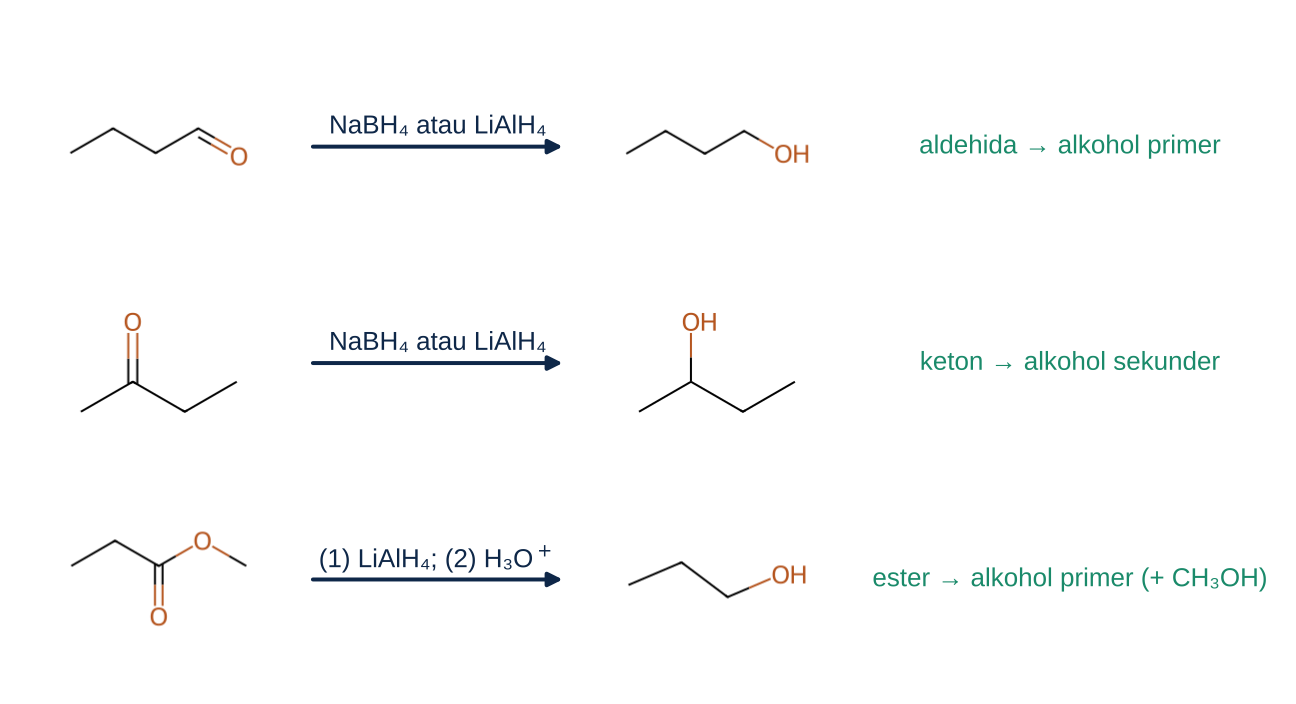 NaBH₄ atau LiAlH₄
O
OH
aldehida → alkohol primer
O
NaBH₄ atau LiAlH₄
OH
keton → alkohol sekunder
O
O
(1) LiAlH₄; (2) H₃O⁺
OH
ester → alkohol primer (+ CH₃OH)